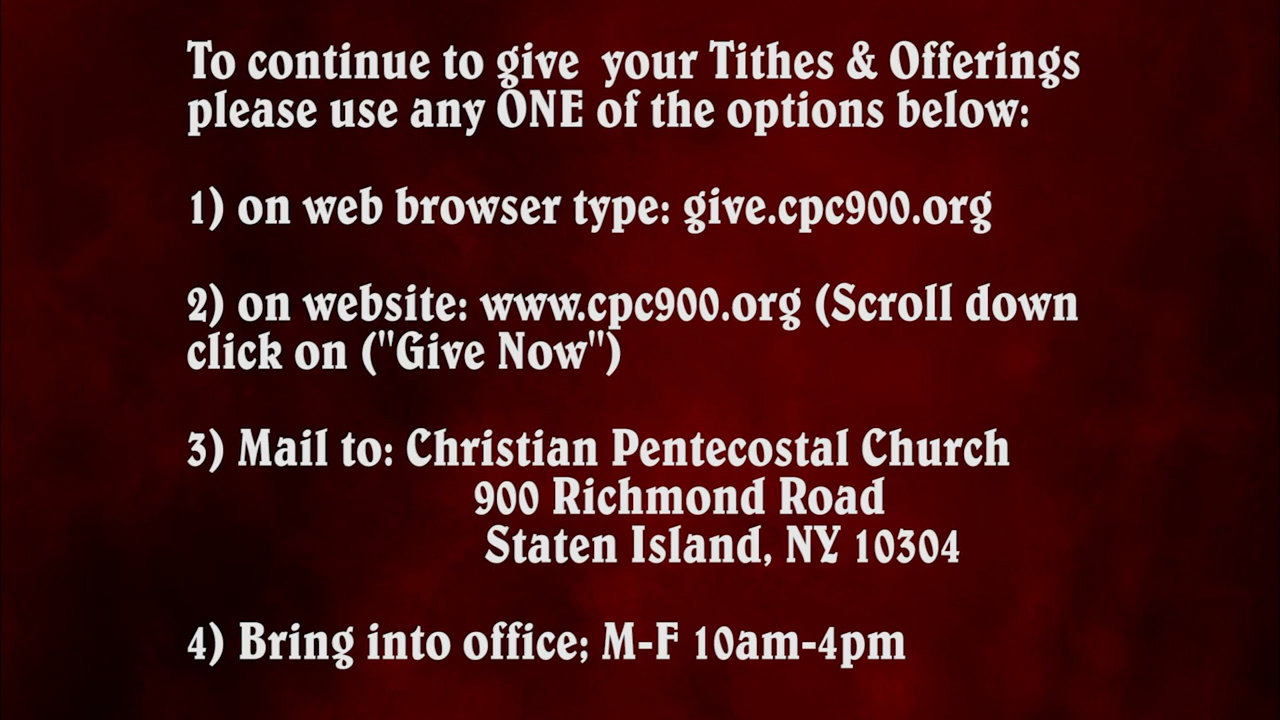 To continue to give  your Tithes & Offerings
please use any ONE of the options below:
1) on web browser type: give.cpc900.org
2) on website: www.cpc900.org (Scroll down
click on ("Give Now")
3) Mail to: Christian Pentecostal Church
900 Richmond Road
Staten Island, NY 10304
4) Bring into office; M-F 10am-4pm